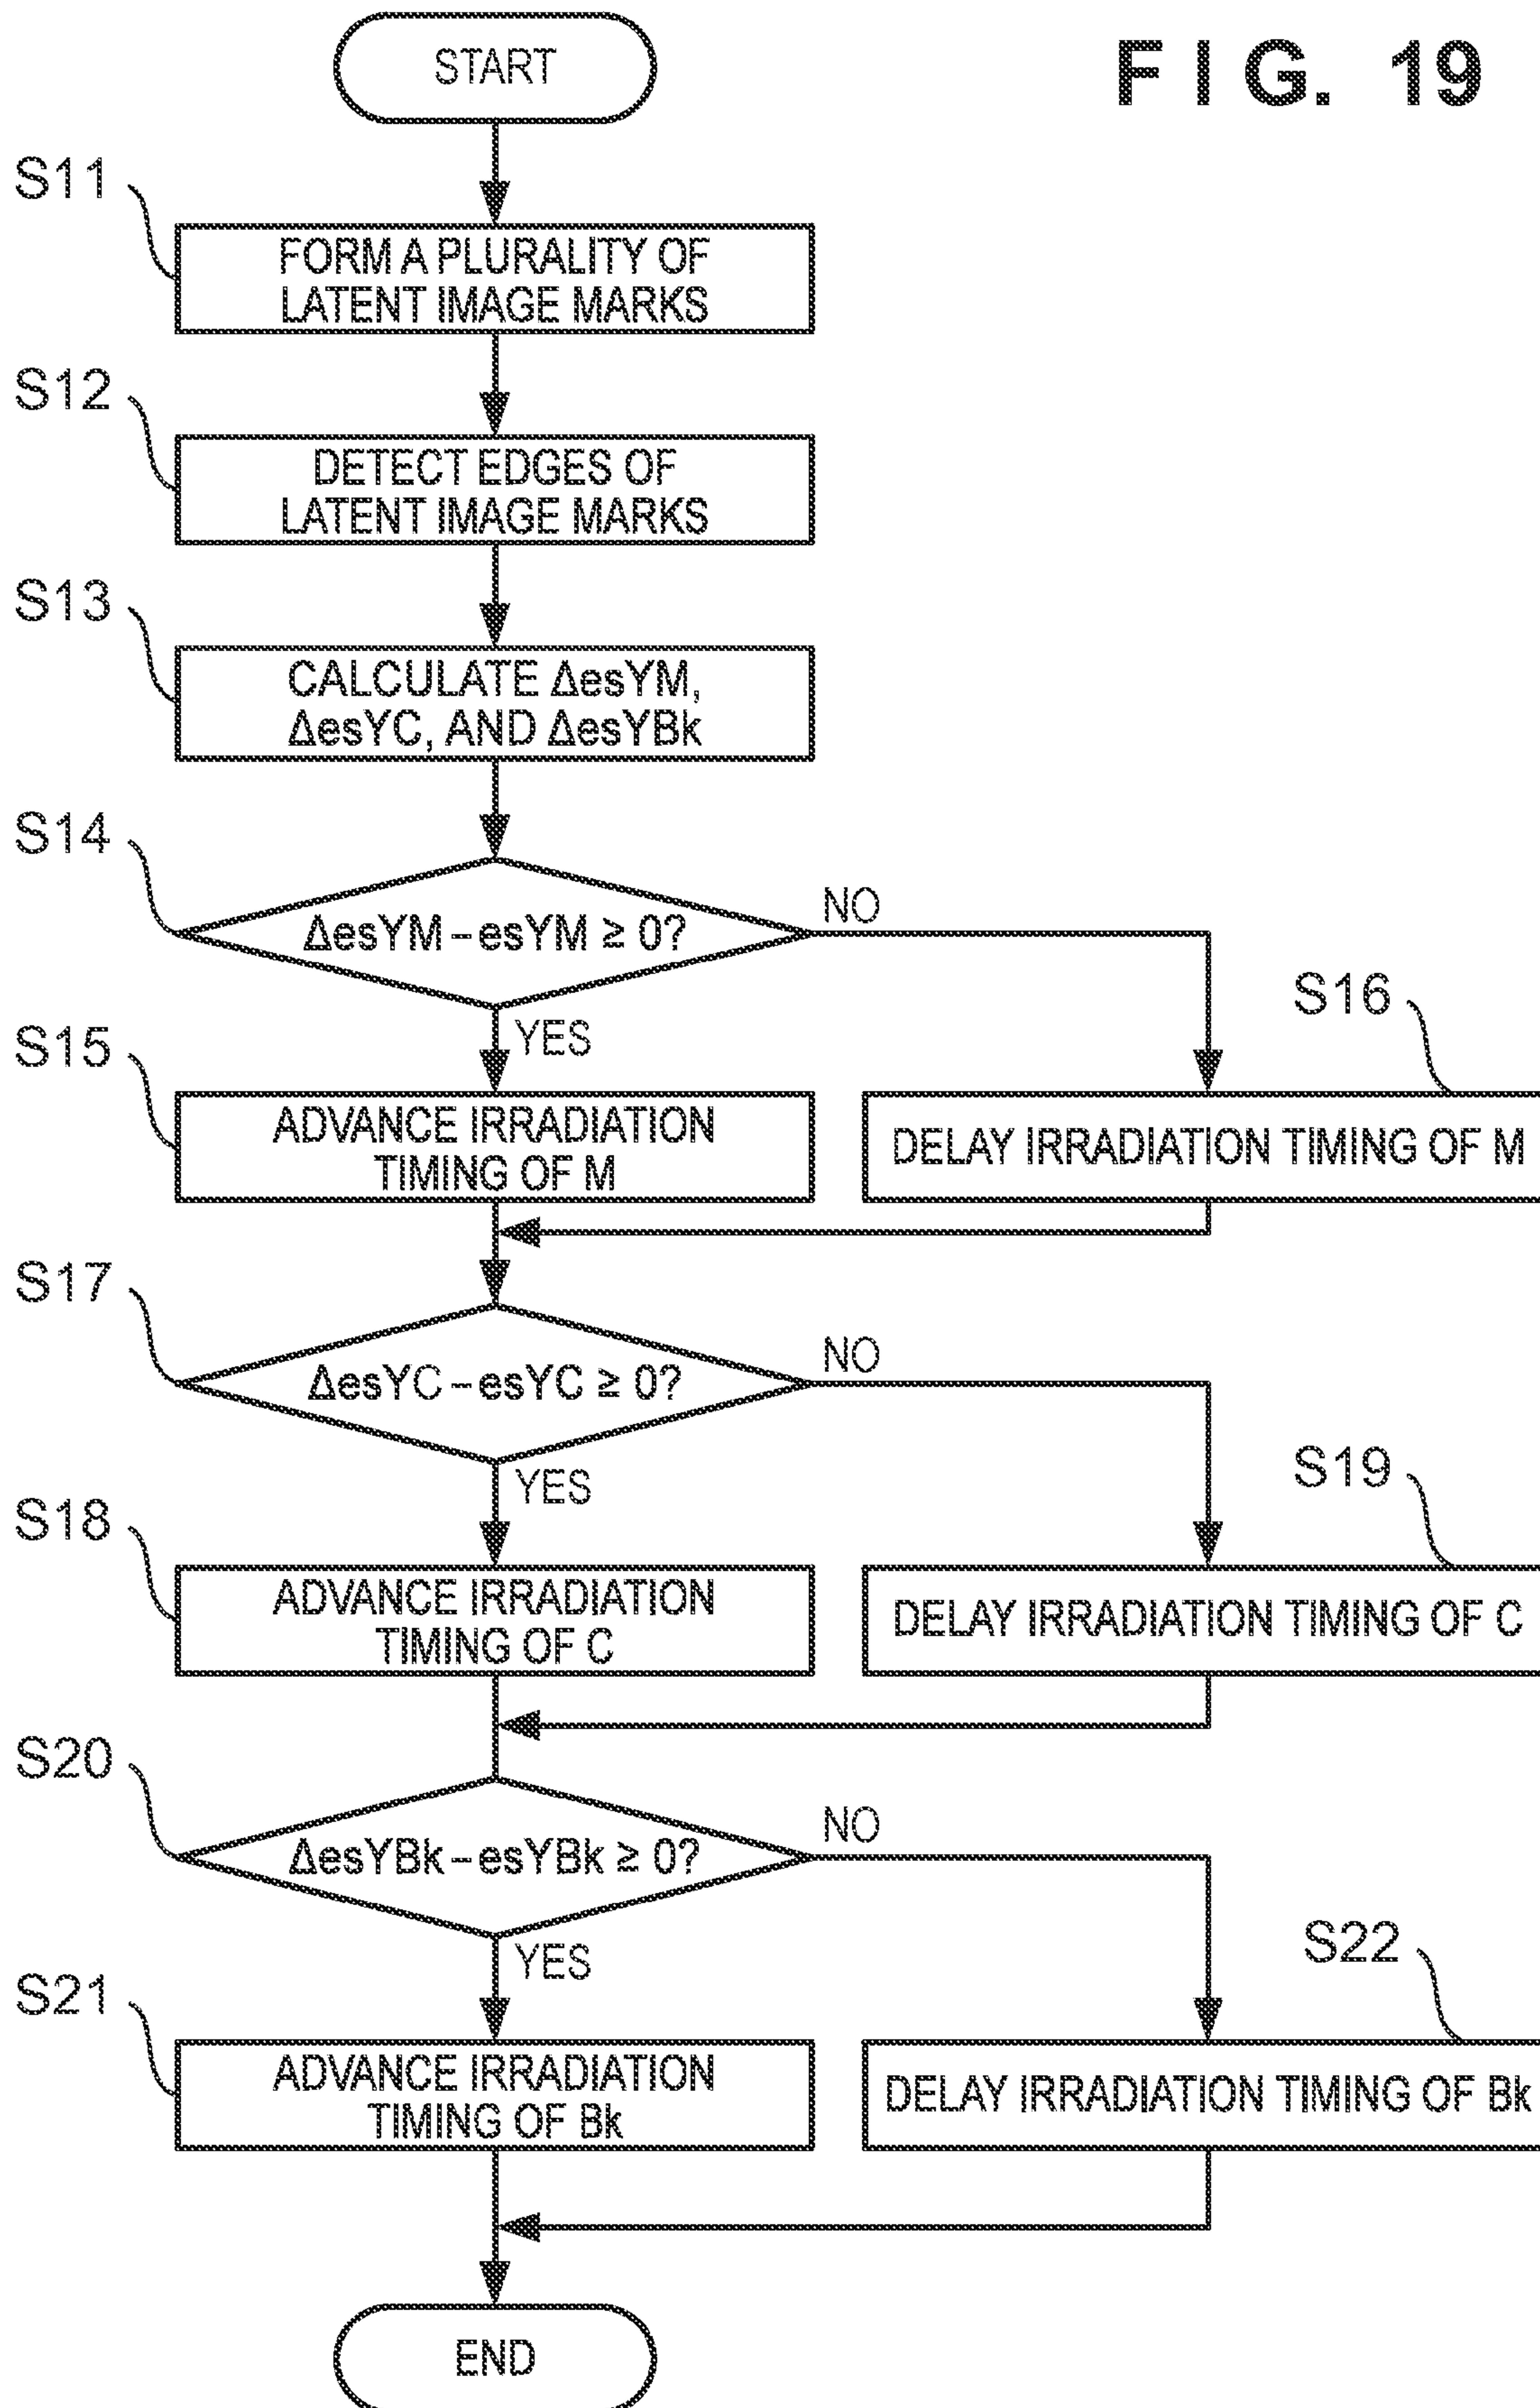 START
FIG. 19
S11
FORM A PLURALITY OF
LATENT IMAGE MARKS
S12
DETECT EDGES OF
LATENT IMAGE MARKS
S13
CALCULATE ΔesYM,
ΔesYC, AND ΔesYBk
S14
ΔesYM – esYM ≥ 0?
NO
YES
S15
ADVANCE IRRADIATION
TIMING OF M
S16
DELAY IRRADIATION TIMING OF M
S17
ΔesYC – esYC ≥ 0?
NO
YES
S18
ADVANCE IRRADIATION
TIMING OF C
S19
DELAY IRRADIATION TIMING OF C
S20
ΔesYBk – esYBk ≥ 0?
NO
YES
S21
ADVANCE IRRADIATION
TIMING OF Bk
S22
DELAY IRRADIATION TIMING OF Bk
END